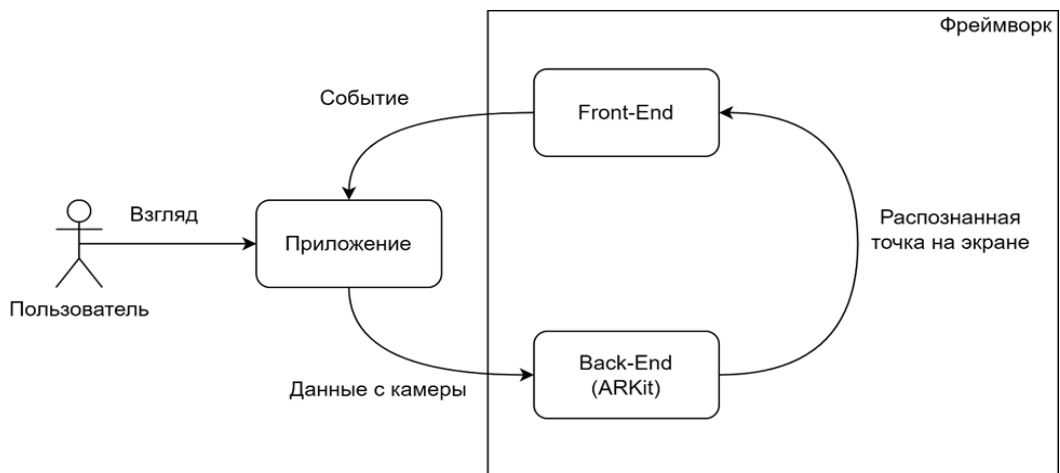 Фреймворк
Событие
Front-End
Взгляд
Приложение
Распознанная
точка на экране
Пользователь
Back-End
(ARKit)
Данные с камеры